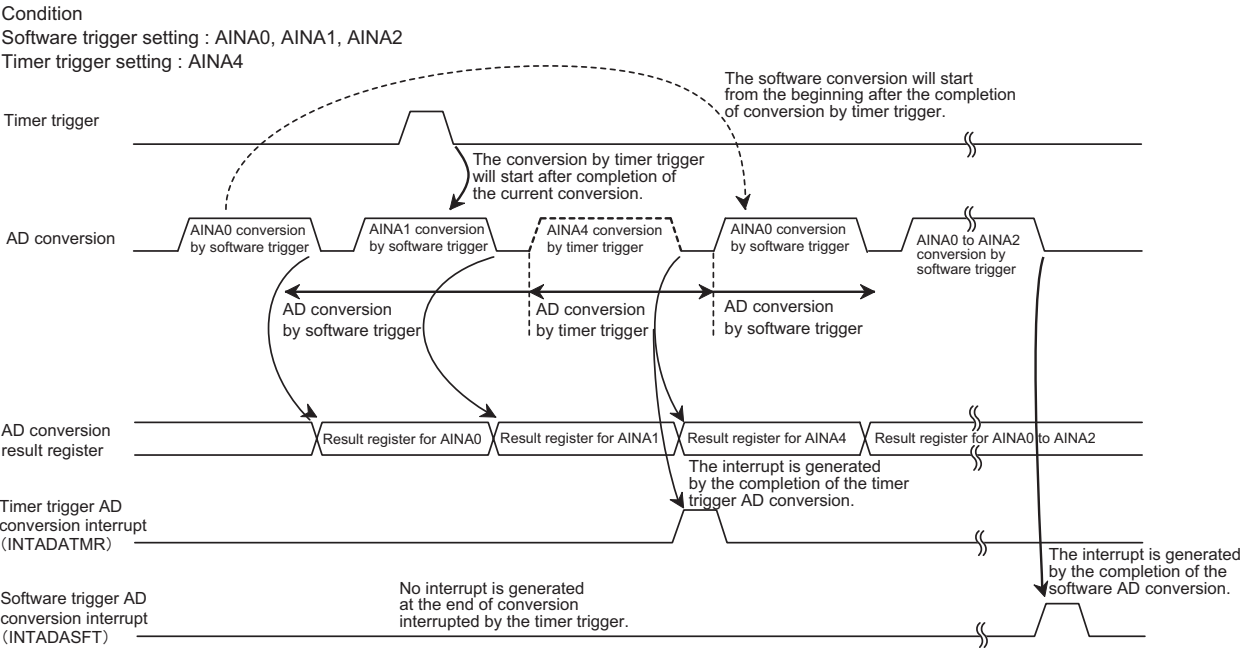 Condition
Software trigger setting : AINA0, AINA1, AINA2
Timer trigger setting : AINA4
The software conversion will start
from the beginning after the completion
of conversion by timer trigger.
Timer trigger
The conversion by timer trigger
will start after completion of
the current conversion.
AD conversion
AINA0 conversion
by software trigger
AINA1 conversion
by software trigger
AINA4 conversion
by timer trigger
AINA0 conversion
by software trigger
AINA0 to AINA2
conversion by
software trigger
AD conversion
by software trigger
AD conversion
by timer trigger
AD conversion
by software trigger
AD conversion
result register
Result register for AINA0
Result register for AINA1
Result register for AINA4
Result register for AINA0 to AINA2
The interrupt is generated
by the completion of the timer
trigger AD conversion.
Timer trigger AD
conversion interrupt
(INTADATMR)
The interrupt is generated
by the completion of the
software AD conversion.
No interrupt is generated
at the end of conversion
interrupted by the timer trigger.
Software trigger AD
conversion interrupt
(INTADASFT)